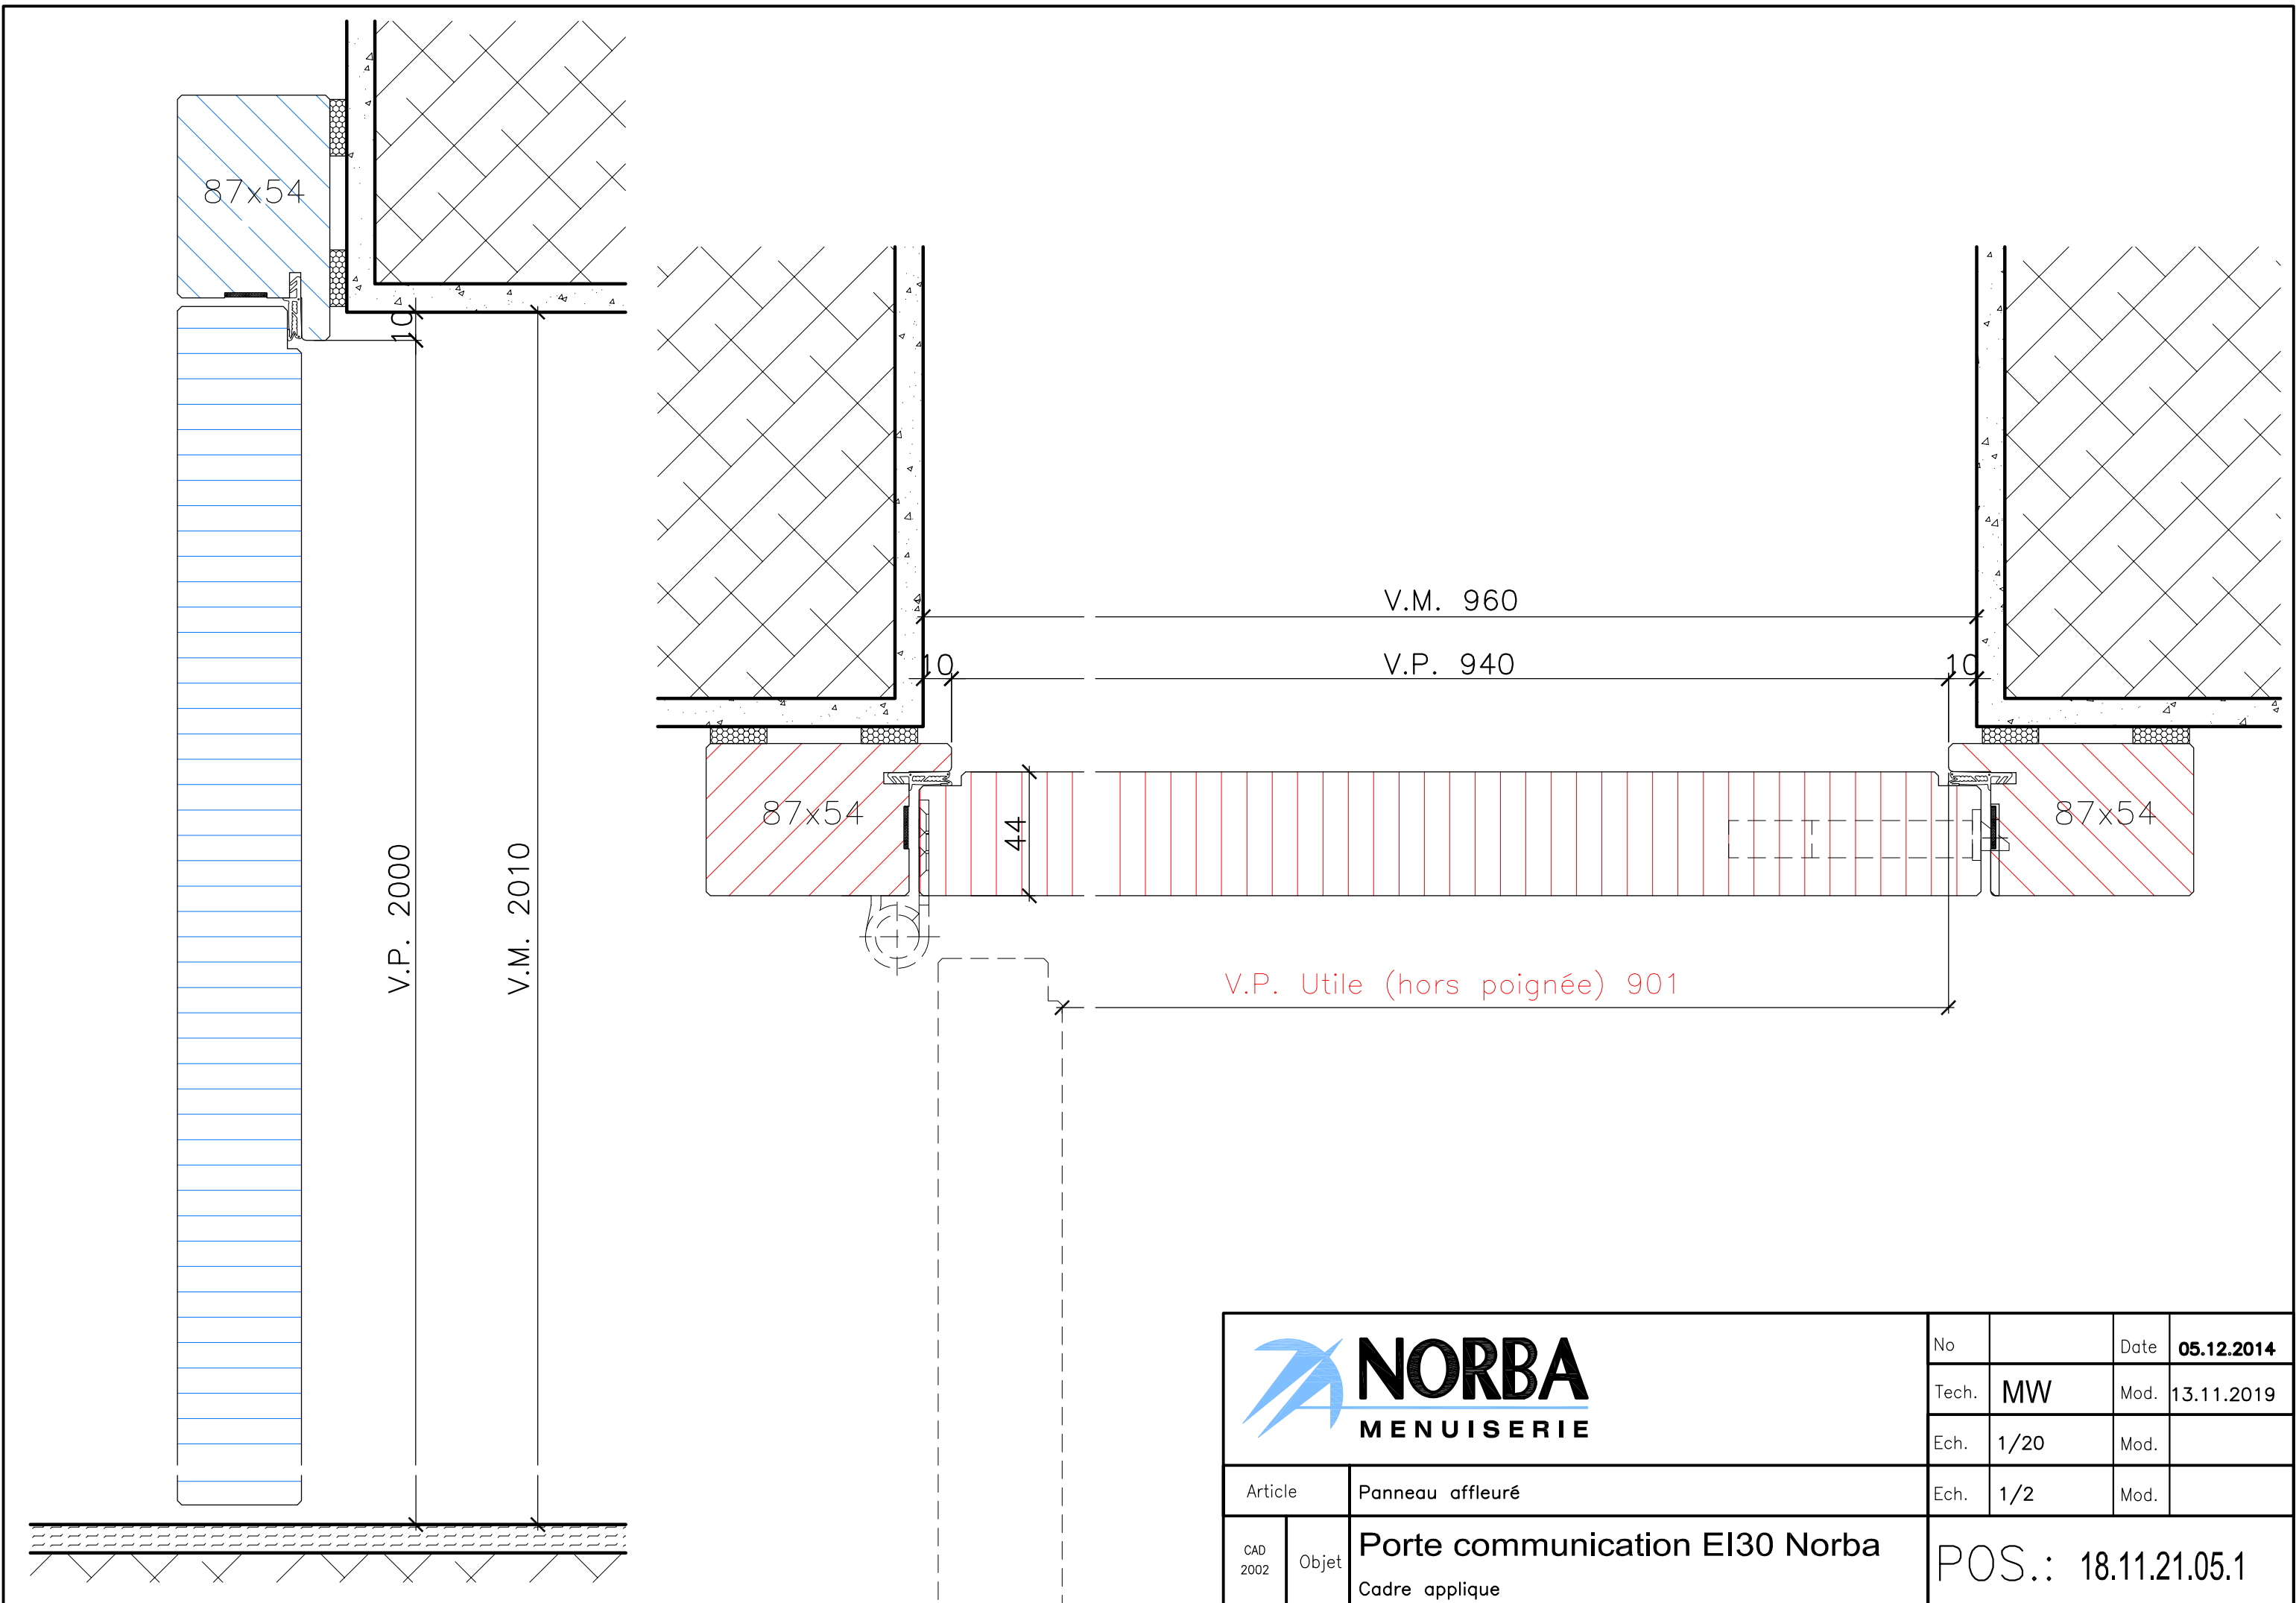 87x54
10
V.P. 2000
V.M. 2010
V.M. 960
10
V.P. 940
10
87x54
44
87x54
V.P. Utile (hors poignée) 901
NORBA
MENUISERIE
No
Date
05.12.2014
Tech.
MW
Mod.
13.11.2019
Ech.
1/20
Mod.
Article
Panneau affleuré
Ech.
1/2
Mod.
CAD
2002
Objet
Porte communication EI30 Norba
Cadre applique
POS.: 18.11.21.05.1